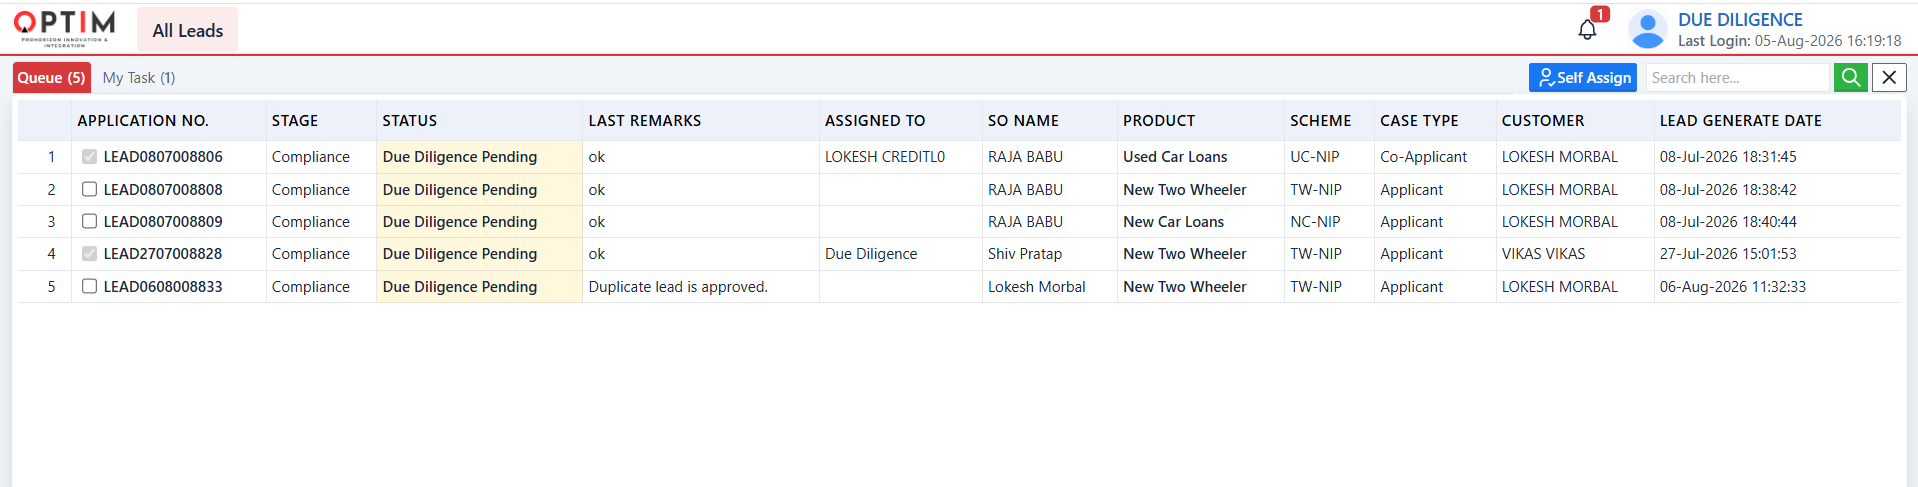 OPTIM
PROHORIZON INNOVATION &
INTEGRATION
All Leads
1
DUE DILIGENCE
Last Login: 05-Aug-2026 16:19:18
Queue (5) My Task (1) Self Assign Search here...
APPLICATION NO. STAGE STATUS LAST REMARKS ASSIGNED TO SO NAME PRODUCT SCHEME CASE TYPE CUSTOMER LEAD GENERATE DATE
1 LEAD0807008806 Compliance Due Diligence Pending ok LOKESH CREDITL0 RAJA BABU Used Car Loans UC-NIP Co-Applicant LOKESH MORBAL 08-Jul-2026 18:31:45
2 LEAD0807008808 Compliance Due Diligence Pending ok RAJA BABU New Two Wheeler TW-NIP Applicant LOKESH MORBAL 08-Jul-2026 18:38:42
3 LEAD0807008809 Compliance Due Diligence Pending ok RAJA BABU New Car Loans NC-NIP Applicant LOKESH MORBAL 08-Jul-2026 18:40:44
4 LEAD2707008828 Compliance Due Diligence Pending ok Due Diligence Shiv Pratap New Two Wheeler TW-NIP Applicant VIKAS VIKAS 27-Jul-2026 15:01:53
5 LEAD0608008833 Compliance Due Diligence Pending Duplicate lead is approved. Lokesh Morbal New Two Wheeler TW-NIP Applicant LOKESH MORBAL 06-Aug-2026 11:32:33